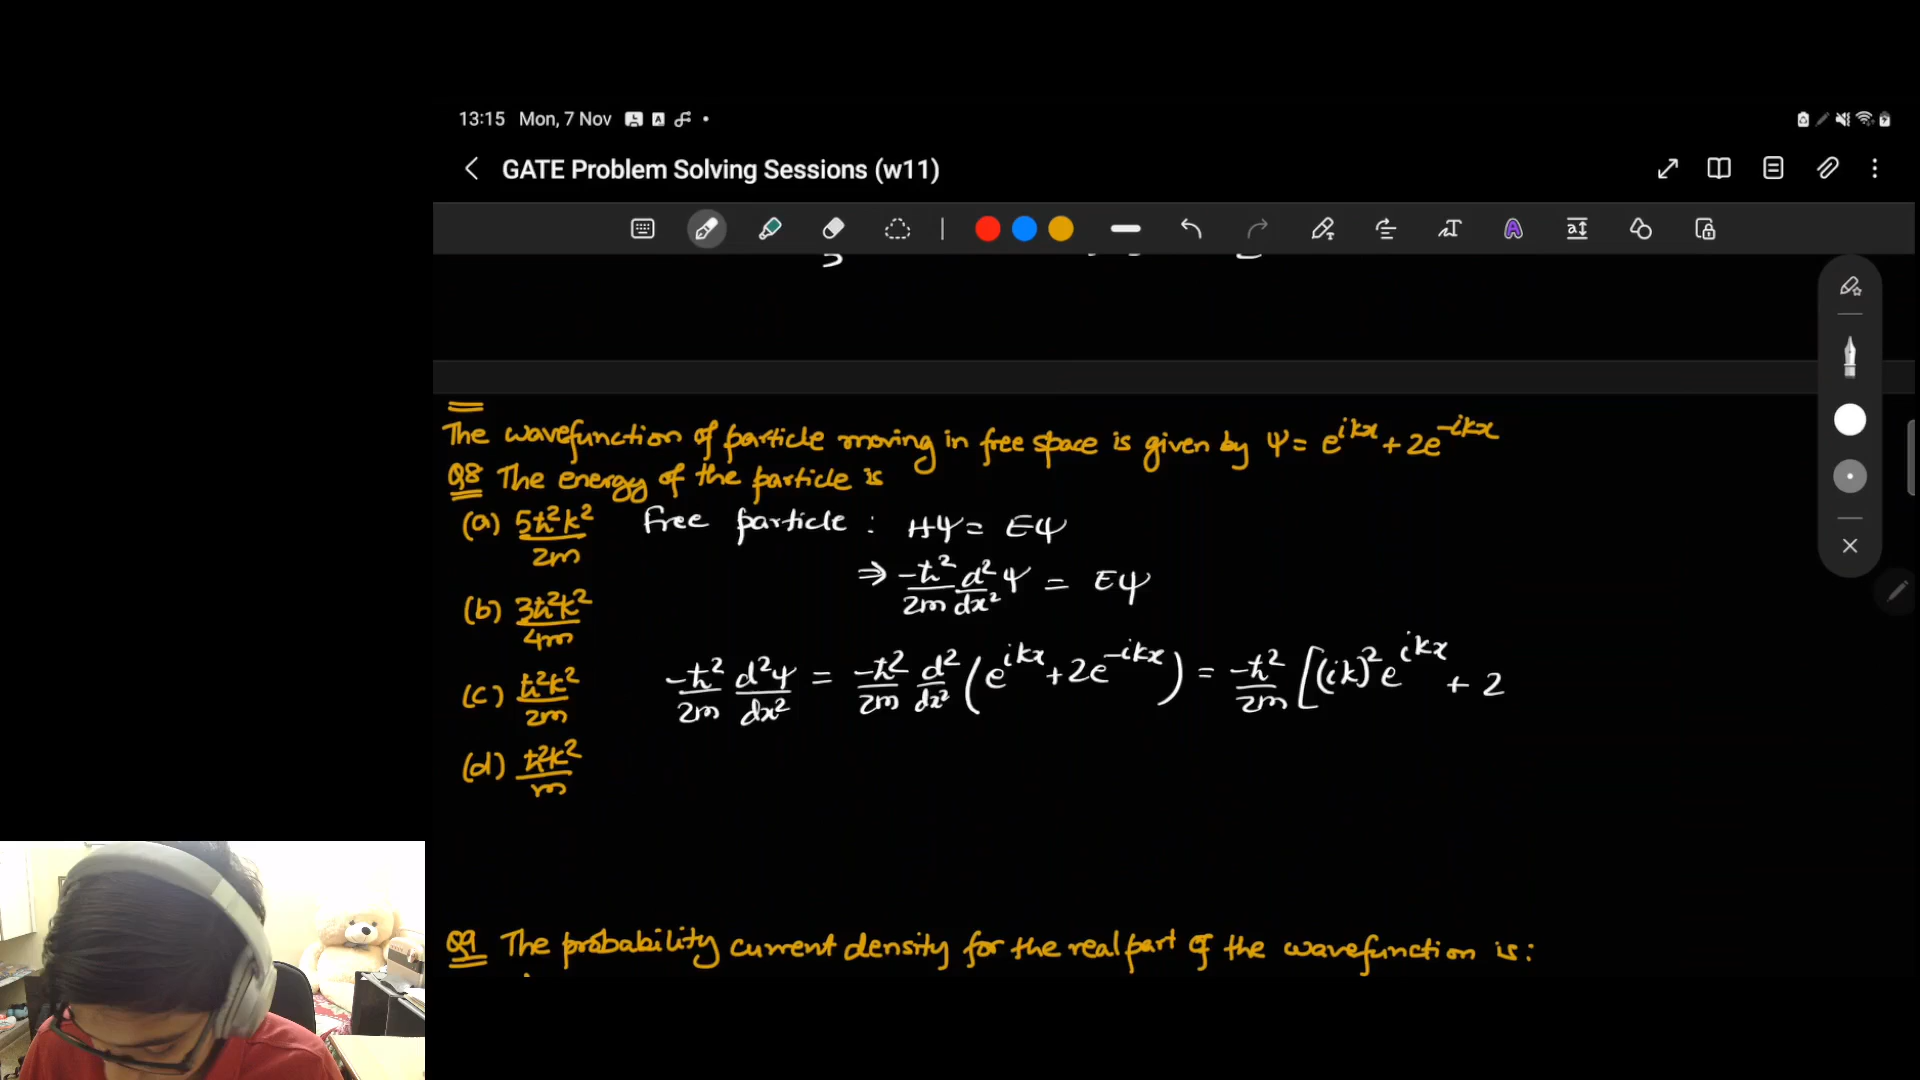 13:15 Mon, 7 Nov
GATE Problem Solving Sessions (w11)
The wavefunction of particle moving in free space is given by ψ = e^{ikx} + 2e^{-ikx}
Q8 The energy of the particle is
(a) 5ħ²k²/2m
(b) 3ħ²k²/4m
(c) ħ²k²/2m
(d) ħ²k²/m
Free particle : Hψ = Eψ
⇒ -ħ²/2m d²/dx² ψ = Eψ
-ħ²/2m d²ψ/dx² = -ħ²/2m d²/dx² (e^{ikx} + 2e^{-ikx}) = -ħ²/2m [(ik)² e^{ikx} + 2
Q9 The probability current density for the real part of the wavefunction is: